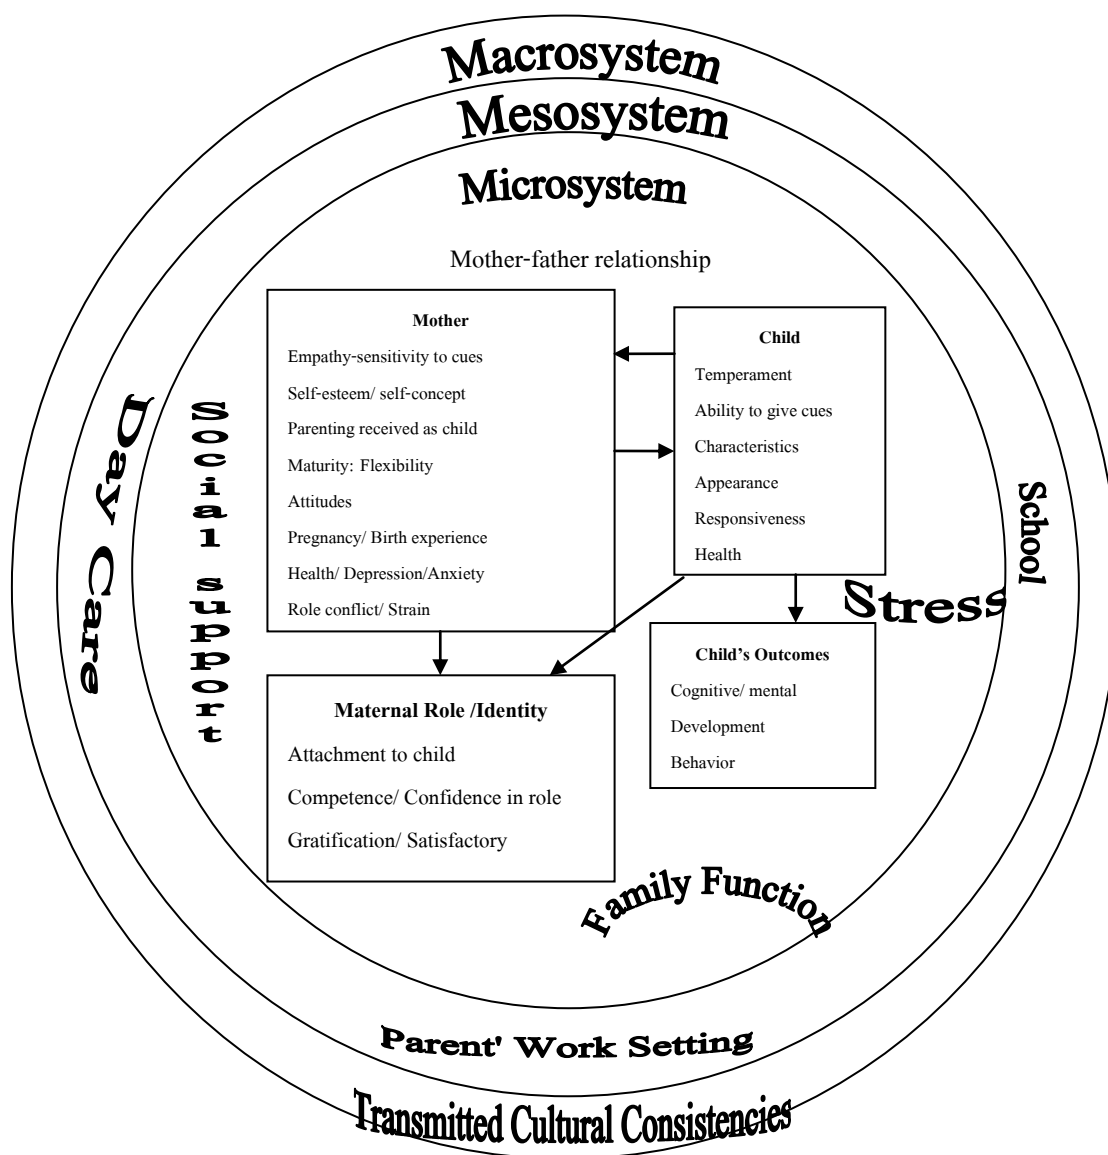 Macrosystem
Mesosystem
Microsystem
Mother-father relationship
Mother
Empathy-sensitivity to cues
Self-esteem/ self-concept
Parenting received as child
Maturity: Flexibility
Attitudes
Pregnancy/ Birth experience
Health/ Depression/Anxiety
Role conflict/ Strain
Child
Temperament
Ability to give cues
Characteristics
Appearance
Responsiveness
Health
Day Care
Social support
School
Stress
Maternal Role /Identity
Attachment to child
Competence/ Confidence in role
Gratification/ Satisfactory
Child’s Outcomes
Cognitive/ mental
Development
Behavior
Family Function
Parent' Work Setting
Transmitted Cultural Consistencies